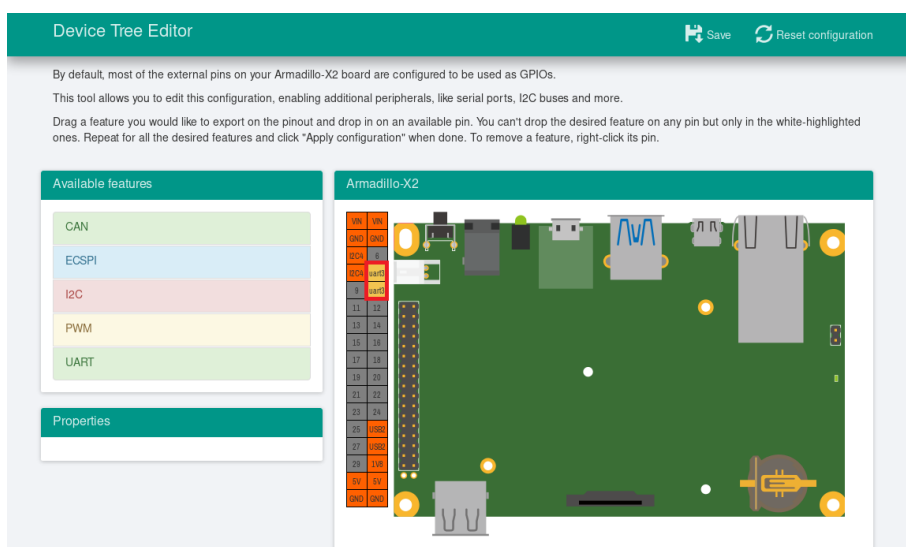 Device Tree Editor
Save
Reset configuration
By default, most of the external pins on your Armadillo-X2 board are configured to be used as GPIOs.
This tool allows you to edit this configuration, enabling additional peripherals, like serial ports, I2C buses and more.
Drag a feature you would like to export on the pinout and drop in on an available pin. You can't drop the desired feature on any pin but only in the white-highlighted
ones. Repeat for all the desired features and click "Apply configuration" when done. To remove a feature, right-click its pin.
Available features
CAN
ECSPI
I2C
PWM
UART
Properties
Armadillo-X2
VIN VIN
GND GND
I2C4 6
I2C4 uart3
9 uart3
11 12
13 14
15 16
17 18
19 20
21 22
23 24
25 USB2
27 USB2
29 1V8
5V 5V
GND GND